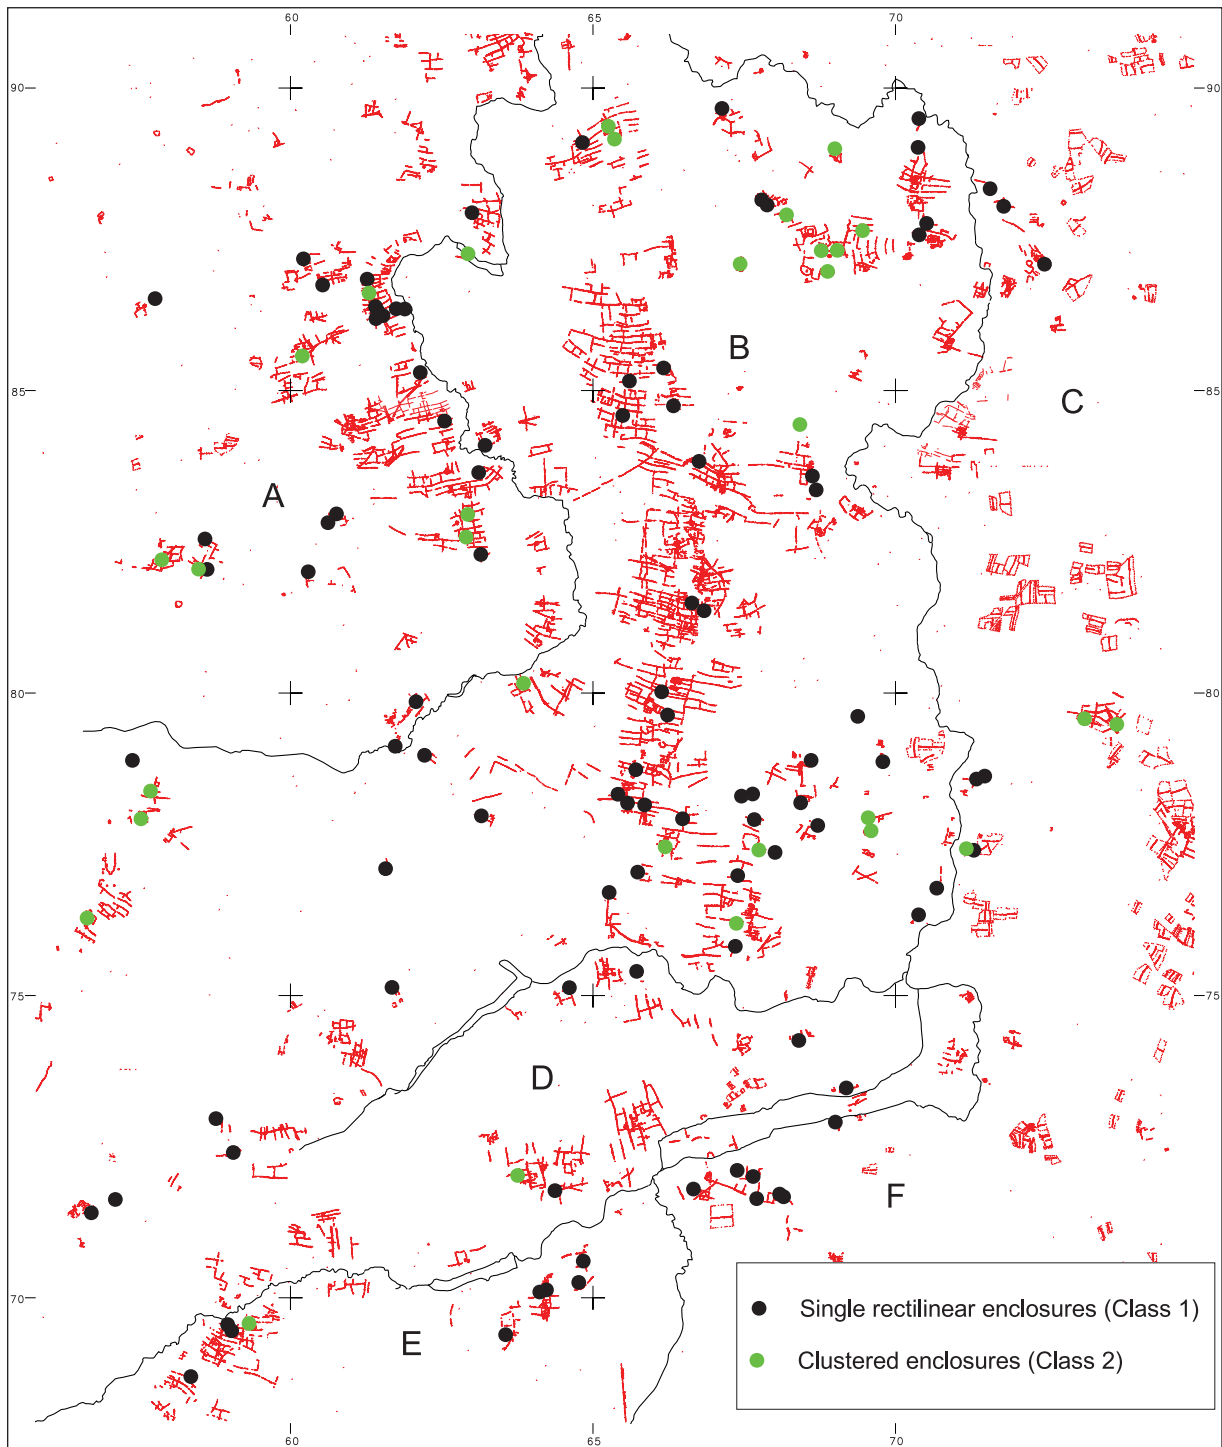 60 65 70
90 90
B
85 85
C
A
80 80
75 75
D
F
70 70
E
Single rectilinear enclosures (Class 1)
Clustered enclosures (Class 2)
60 65 70